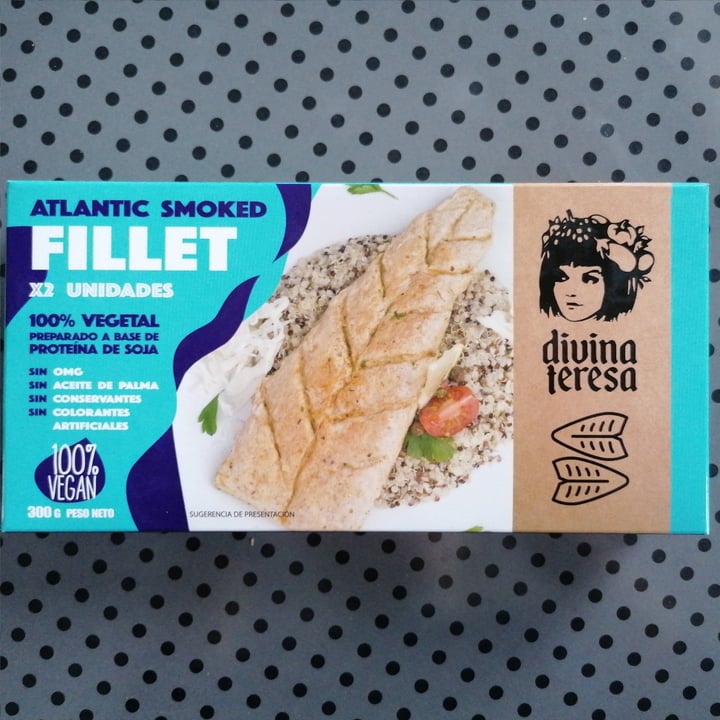 ATLANTIC SMOKED
FILLET
X2 UNIDADES
100% VEGETAL
PREPARADO A BASE DE
PROTEÍNA DE SOJA
SIN OMG
SIN ACEITE DE PALMA
SIN CONSERVANTES
SIN COLORANTES
ARTIFICIALES
100%
VEGAN
300 G PESO NETO
SUGERENCIA DE PRESENTACIÓN
divina
teresa